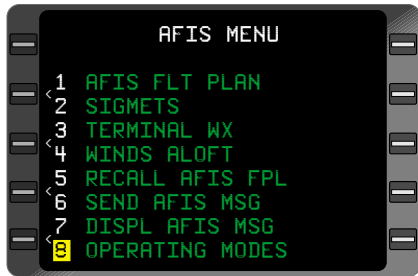 AFIS MENU
1 AFIS FLT PLAN
2 SIGMETS
3 TERMINAL WX
4 WINDS ALOFT
5 RECALL AFIS FPL
6 SEND AFIS MSG
7 DISPL AFIS MSG
8 OPERATING MODES